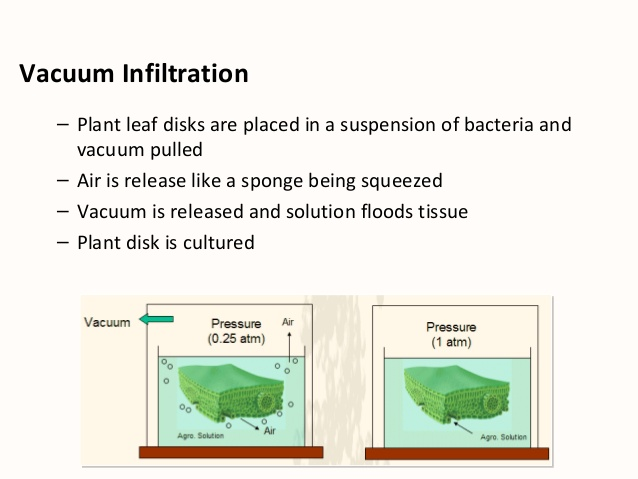 Vacuum Infiltration
– Plant leaf disks are placed in a suspension of bacteria and
vacuum pulled
– Air is release like a sponge being squeezed
– Vacuum is released and solution floods tissue
– Plant disk is cultured
Vacuum
Pressure
(0.25 atm)
Air
Air
Agro. Solution
Pressure
(1 atm)
Agro. Solution